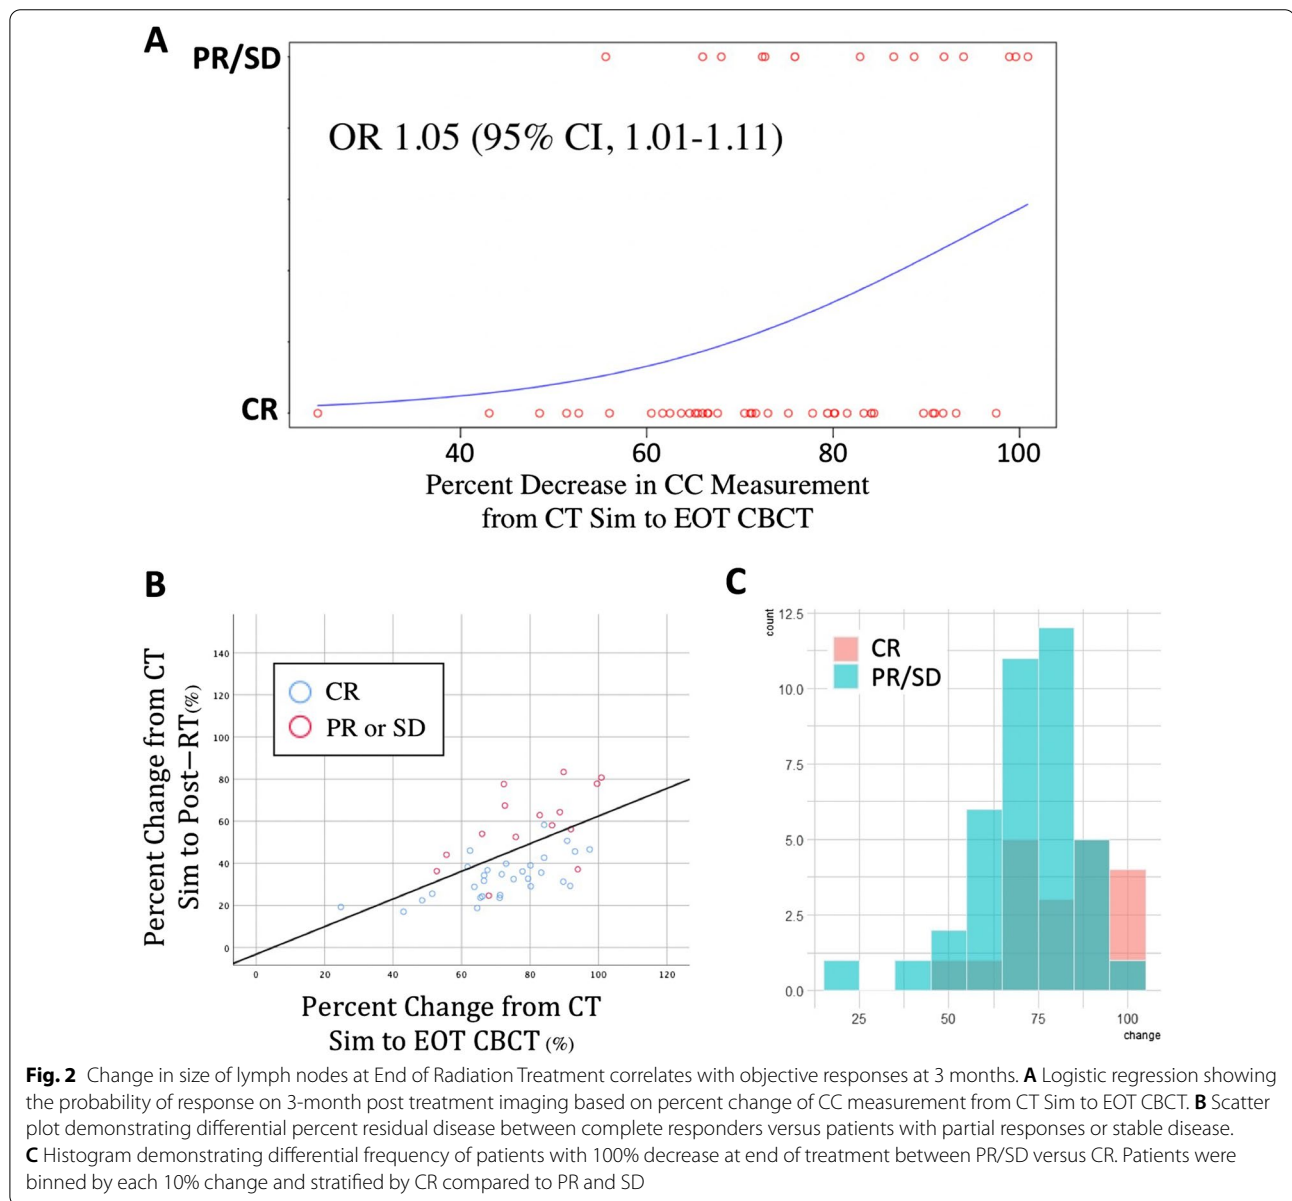 A
PR/SD
OR 1.05 (95% CI, 1.01-1.11)
CR
40 60 80 100
Percent Decrease in CC Measurement
from CT Sim to EOT CBCT
B
Percent Change from CT
Sim to Post—RT(%)
140
120
100
80
60
40
20
0
CR
PR or SD
0 20 40 60 80 100 120
Percent Change from CT
Sim to EOT CBCT (%)
C
count
12.5
10.0
7.5
5.0
2.5
0.0
CR
PR/SD
25 50 75 100
change
Fig. 2 Change in size of lymph nodes at End of Radiation Treatment correlates with objective responses at 3 months. A Logistic regression showing
the probability of response on 3-month post treatment imaging based on percent change of CC measurement from CT Sim to EOT CBCT. B Scatter
plot demonstrating differential percent residual disease between complete responders versus patients with partial responses or stable disease.
C Histogram demonstrating differential frequency of patients with 100% decrease at end of treatment between PR/SD versus CR. Patients were
binned by each 10% change and stratified by CR compared to PR and SD